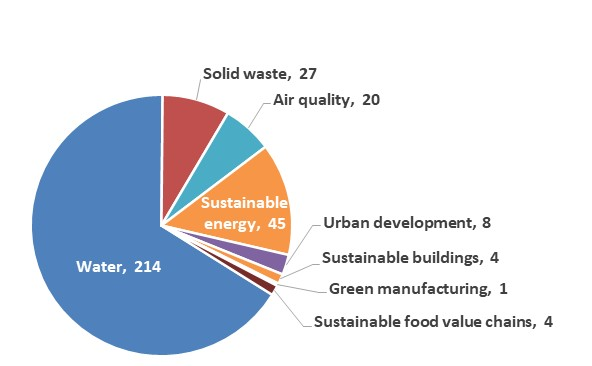 Solid waste, 27
Air quality, 20
Sustainable
energy, 45
Urban development, 8
Water, 214
Sustainable buildings, 4
Green manufacturing, 1
Sustainable food value chains, 4